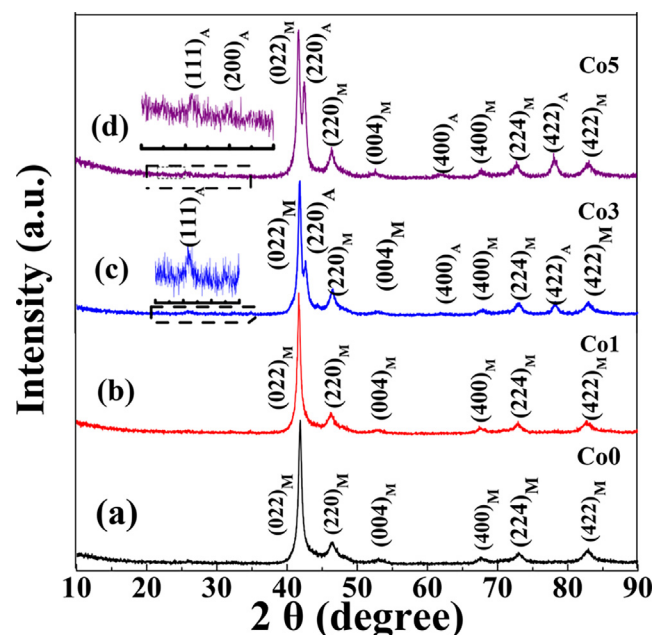 (111)A (200)A (022)M (220)A (220)M (004)M (400)A (400)M (224)M (422)A (422)M Co5
(d)
(111)A (022)M (220)A (220)M (004)M (400)A (400)M (224)M (422)A (422)M Co3
(c)
(022)M (220)M (004)M (400)M (224)M (422)M Co1
(b)
(022)M (220)M (004)M (400)M (224)M (422)M Co0
(a)
Intensity (a.u.)
10 20 30 40 50 60 70 80 90
2 θ (degree)